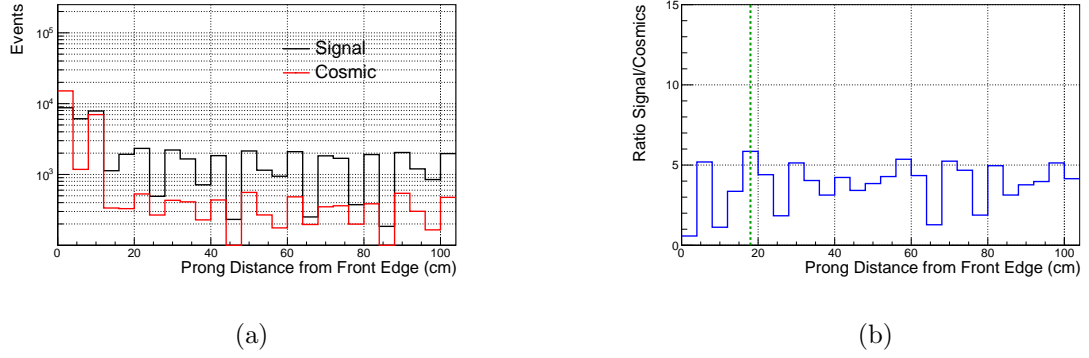 Events
10⁵
10⁴
10³
Signal
Cosmic
20 40 60 80 100
0
Prong Distance from Front Edge (cm)
(a)
Ratio Signal/Cosmics
15
10
5
0
0 20 40 60 80 100
Prong Distance from Front Edge (cm)
(b)